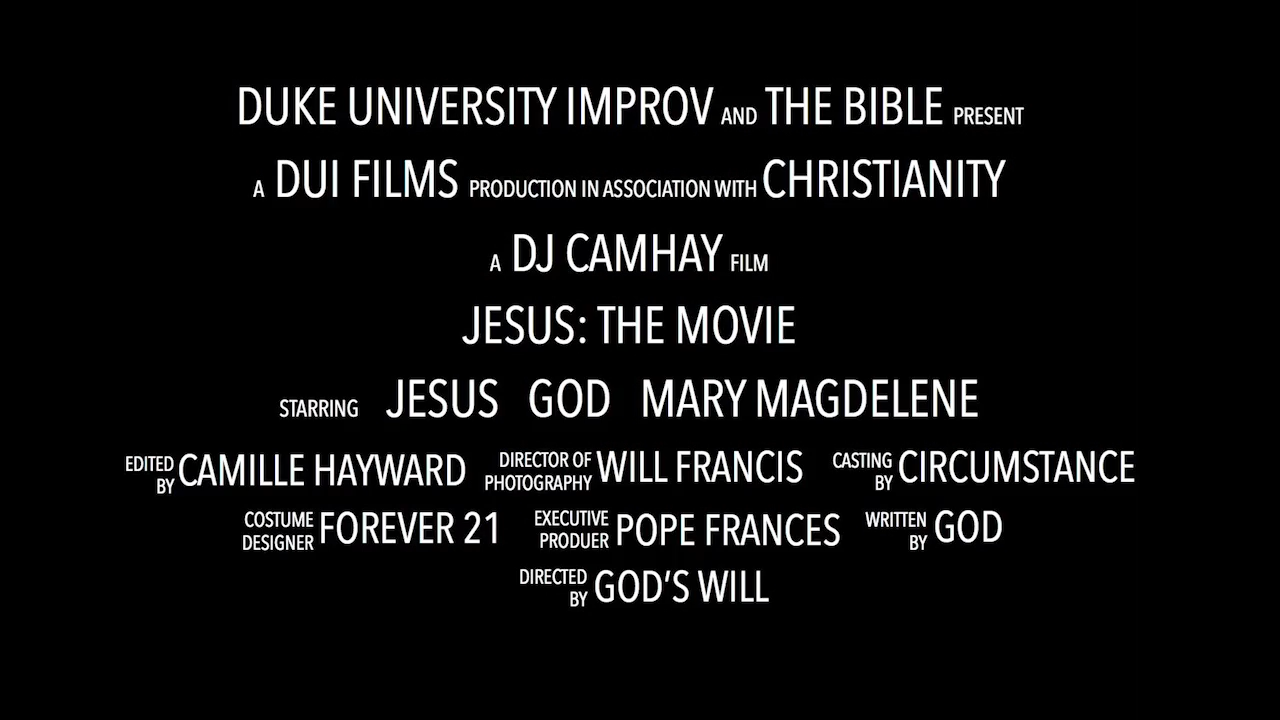 DUKE UNIVERSITY IMPROV AND THE BIBLE PRESENT
A DUI FILMS PRODUCTION IN ASSOCIATION WITH CHRISTIANITY
A DJ CAMHAY FILM
JESUS: THE MOVIE
STARRING JESUS GOD MARY MAGDELENE
EDITED BY CAMILLE HAYWARD DIRECTOR OF PHOTOGRAPHY WILL FRANCIS CASTING BY CIRCUMSTANCE
COSTUME DESIGNER FOREVER 21 EXECUTIVE PRODUER POPE FRANCES WRITTEN BY GOD
DIRECTED BY GOD'S WILL